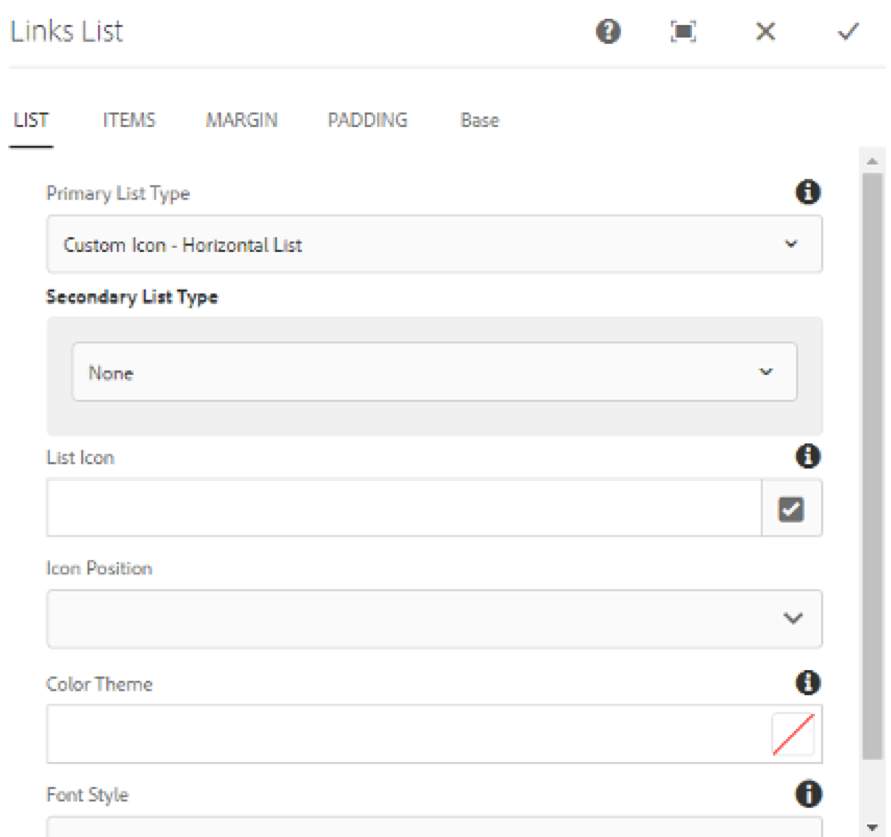 Links List
LIST ITEMS MARGIN PADDING Base
Primary List Type
Custom Icon - Horizontal List
Secondary List Type
None
List Icon
Icon Position
Color Theme
Font Style